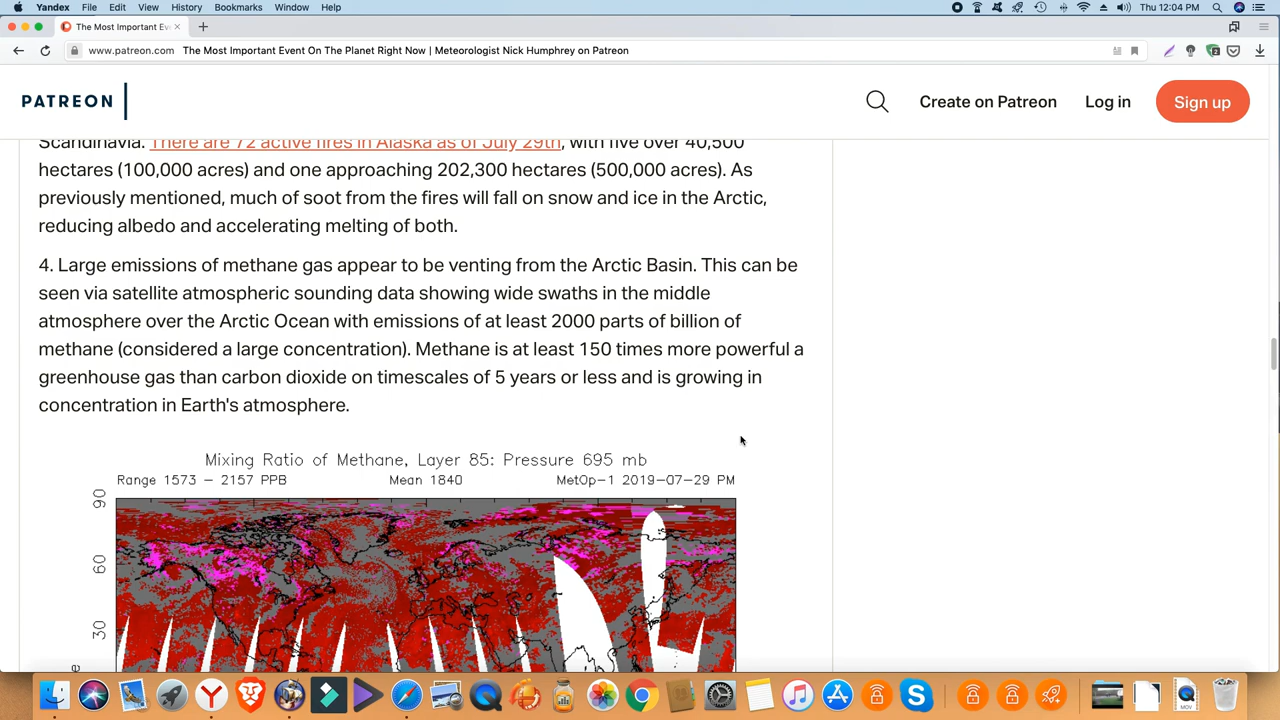 Yandex File Edit View History Bookmarks Window Help Thu 12:04 PM
The Most Important Ev
www.patreon.com The Most Important Event On The Planet Right Now | Meteorologist Nick Humphrey on Patreon
PATREON Create on Patreon Log in Sign up
Scandinavia. There are 72 active fires in Alaska as of July 29th, with five over 40,500
hectares (100,000 acres) and one approaching 202,300 hectares (500,000 acres). As
previously mentioned, much of soot from the fires will fall on snow and ice in the Arctic,
reducing albedo and accelerating melting of both.
4. Large emissions of methane gas appear to be venting from the Arctic Basin. This can be
seen via satellite atmospheric sounding data showing wide swaths in the middle
atmosphere over the Arctic Ocean with emissions of at least 2000 parts of billion of
methane (considered a large concentration). Methane is at least 150 times more powerful a
greenhouse gas than carbon dioxide on timescales of 5 years or less and is growing in
concentration in Earth's atmosphere.
Mixing Ratio of Methane, Layer 85: Pressure 695 mb
Range 1573 – 2157 PPB Mean 1840 MetOp-1 2019-07-29 PM
90
60
30